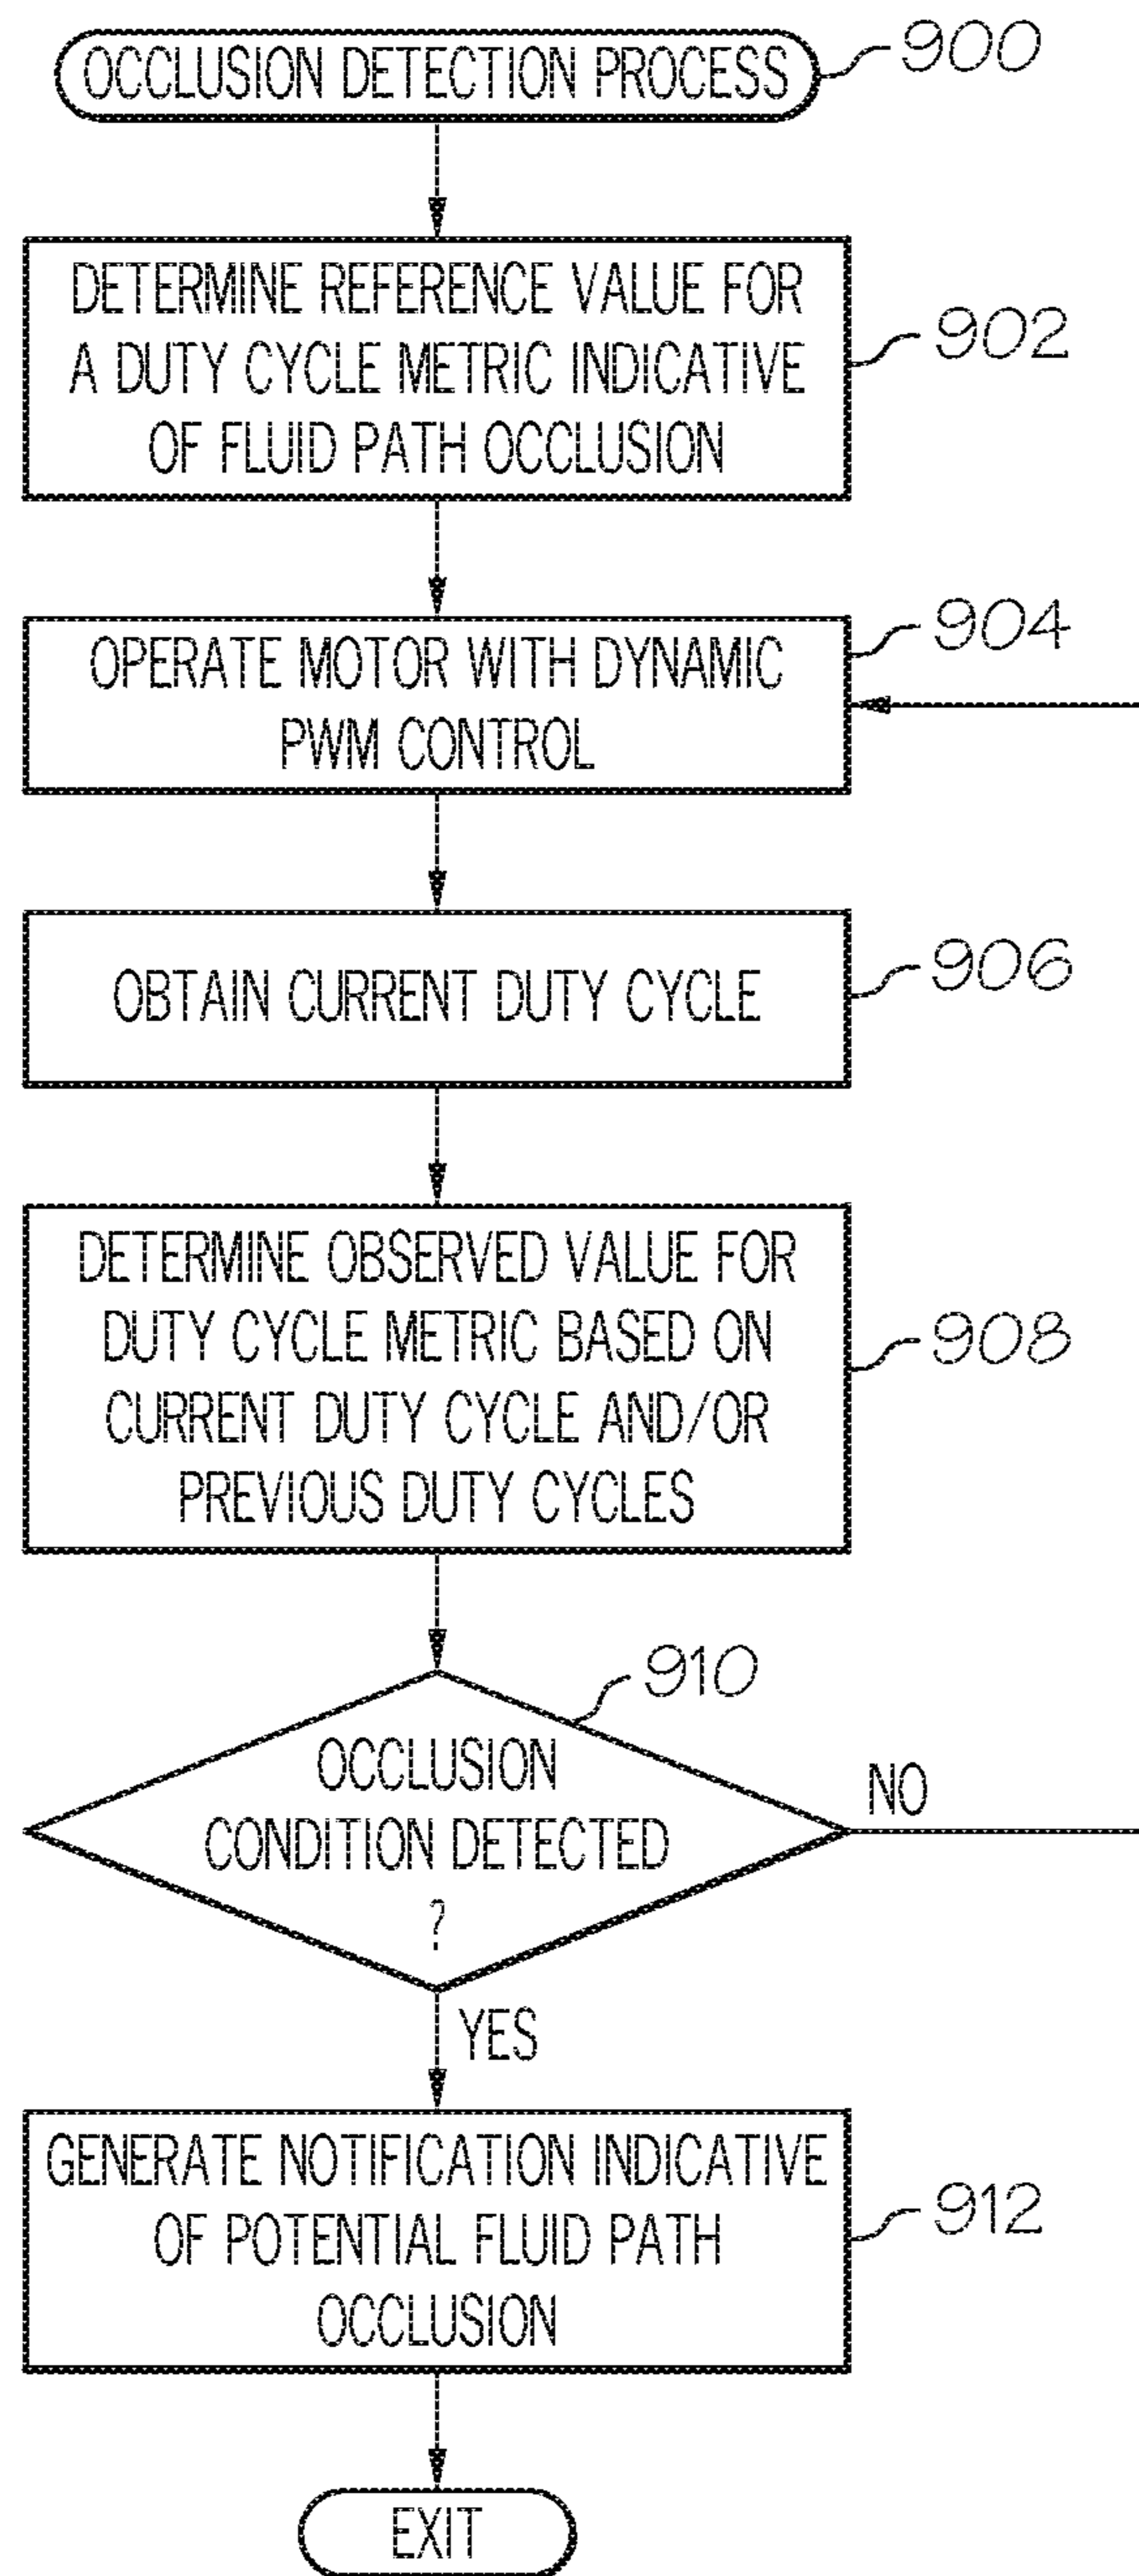 OCCLUSION DETECTION PROCESS
900
DETERMINE REFERENCE VALUE FOR
A DUTY CYCLE METRIC INDICATIVE
OF FLUID PATH OCCLUSION
902
OPERATE MOTOR WITH DYNAMIC
PWM CONTROL
904
OBTAIN CURRENT DUTY CYCLE
906
DETERMINE OBSERVED VALUE FOR
DUTY CYCLE METRIC BASED ON
CURRENT DUTY CYCLE AND/OR
PREVIOUS DUTY CYCLES
908
OCCLUSION
CONDITION DETECTED
?
910
NO
YES
GENERATE NOTIFICATION INDICATIVE
OF POTENTIAL FLUID PATH
OCCLUSION
912
EXIT